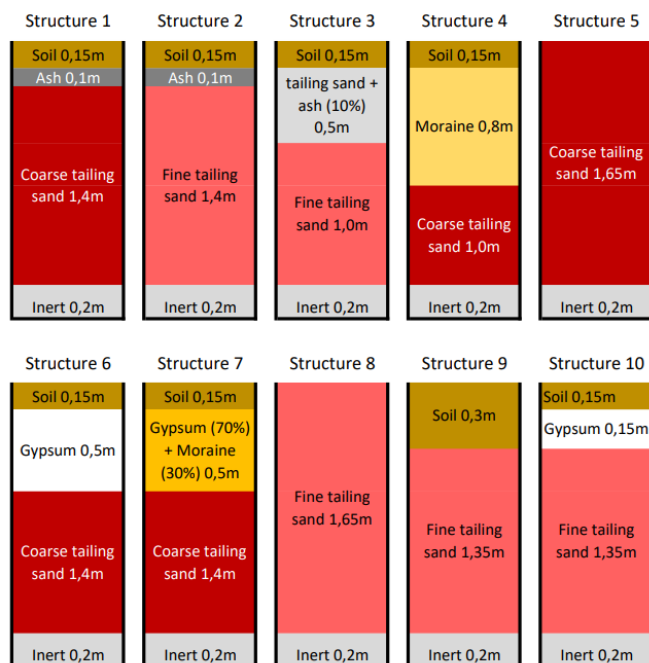 Structure 1
Structure 2
Structure 3
Structure 4
Structure 5
Soil 0,15m
Ash 0,1m
Coarse tailing
sand 1,4m
Inert 0,2m
Soil 0,15m
Ash 0,1m
Fine tailing
sand 1,4m
Inert 0,2m
Soil 0,15m
tailing sand +
ash (10%)
0,5m
Fine tailing
sand 1,0m
Inert 0,2m
Soil 0,15m
Moraine 0,8m
Coarse tailing
sand 1,0m
Inert 0,2m
Coarse tailing
sand 1,65m
Inert 0,2m
Structure 6
Structure 7
Structure 8
Structure 9
Structure 10
Soil 0,15m
Gypsum 0,5m
Coarse tailing
sand 1,4m
Inert 0,2m
Soil 0,15m
Gypsum (70%)
+ Moraine
(30%) 0,5m
Coarse tailing
sand 1,4m
Inert 0,2m
Fine tailing
sand 1,65m
Inert 0,2m
Soil 0,3m
Fine tailing
sand 1,35m
Inert 0,2m
Soil 0,15m
Gypsum 0,15m
Fine tailing
sand 1,35m
Inert 0,2m